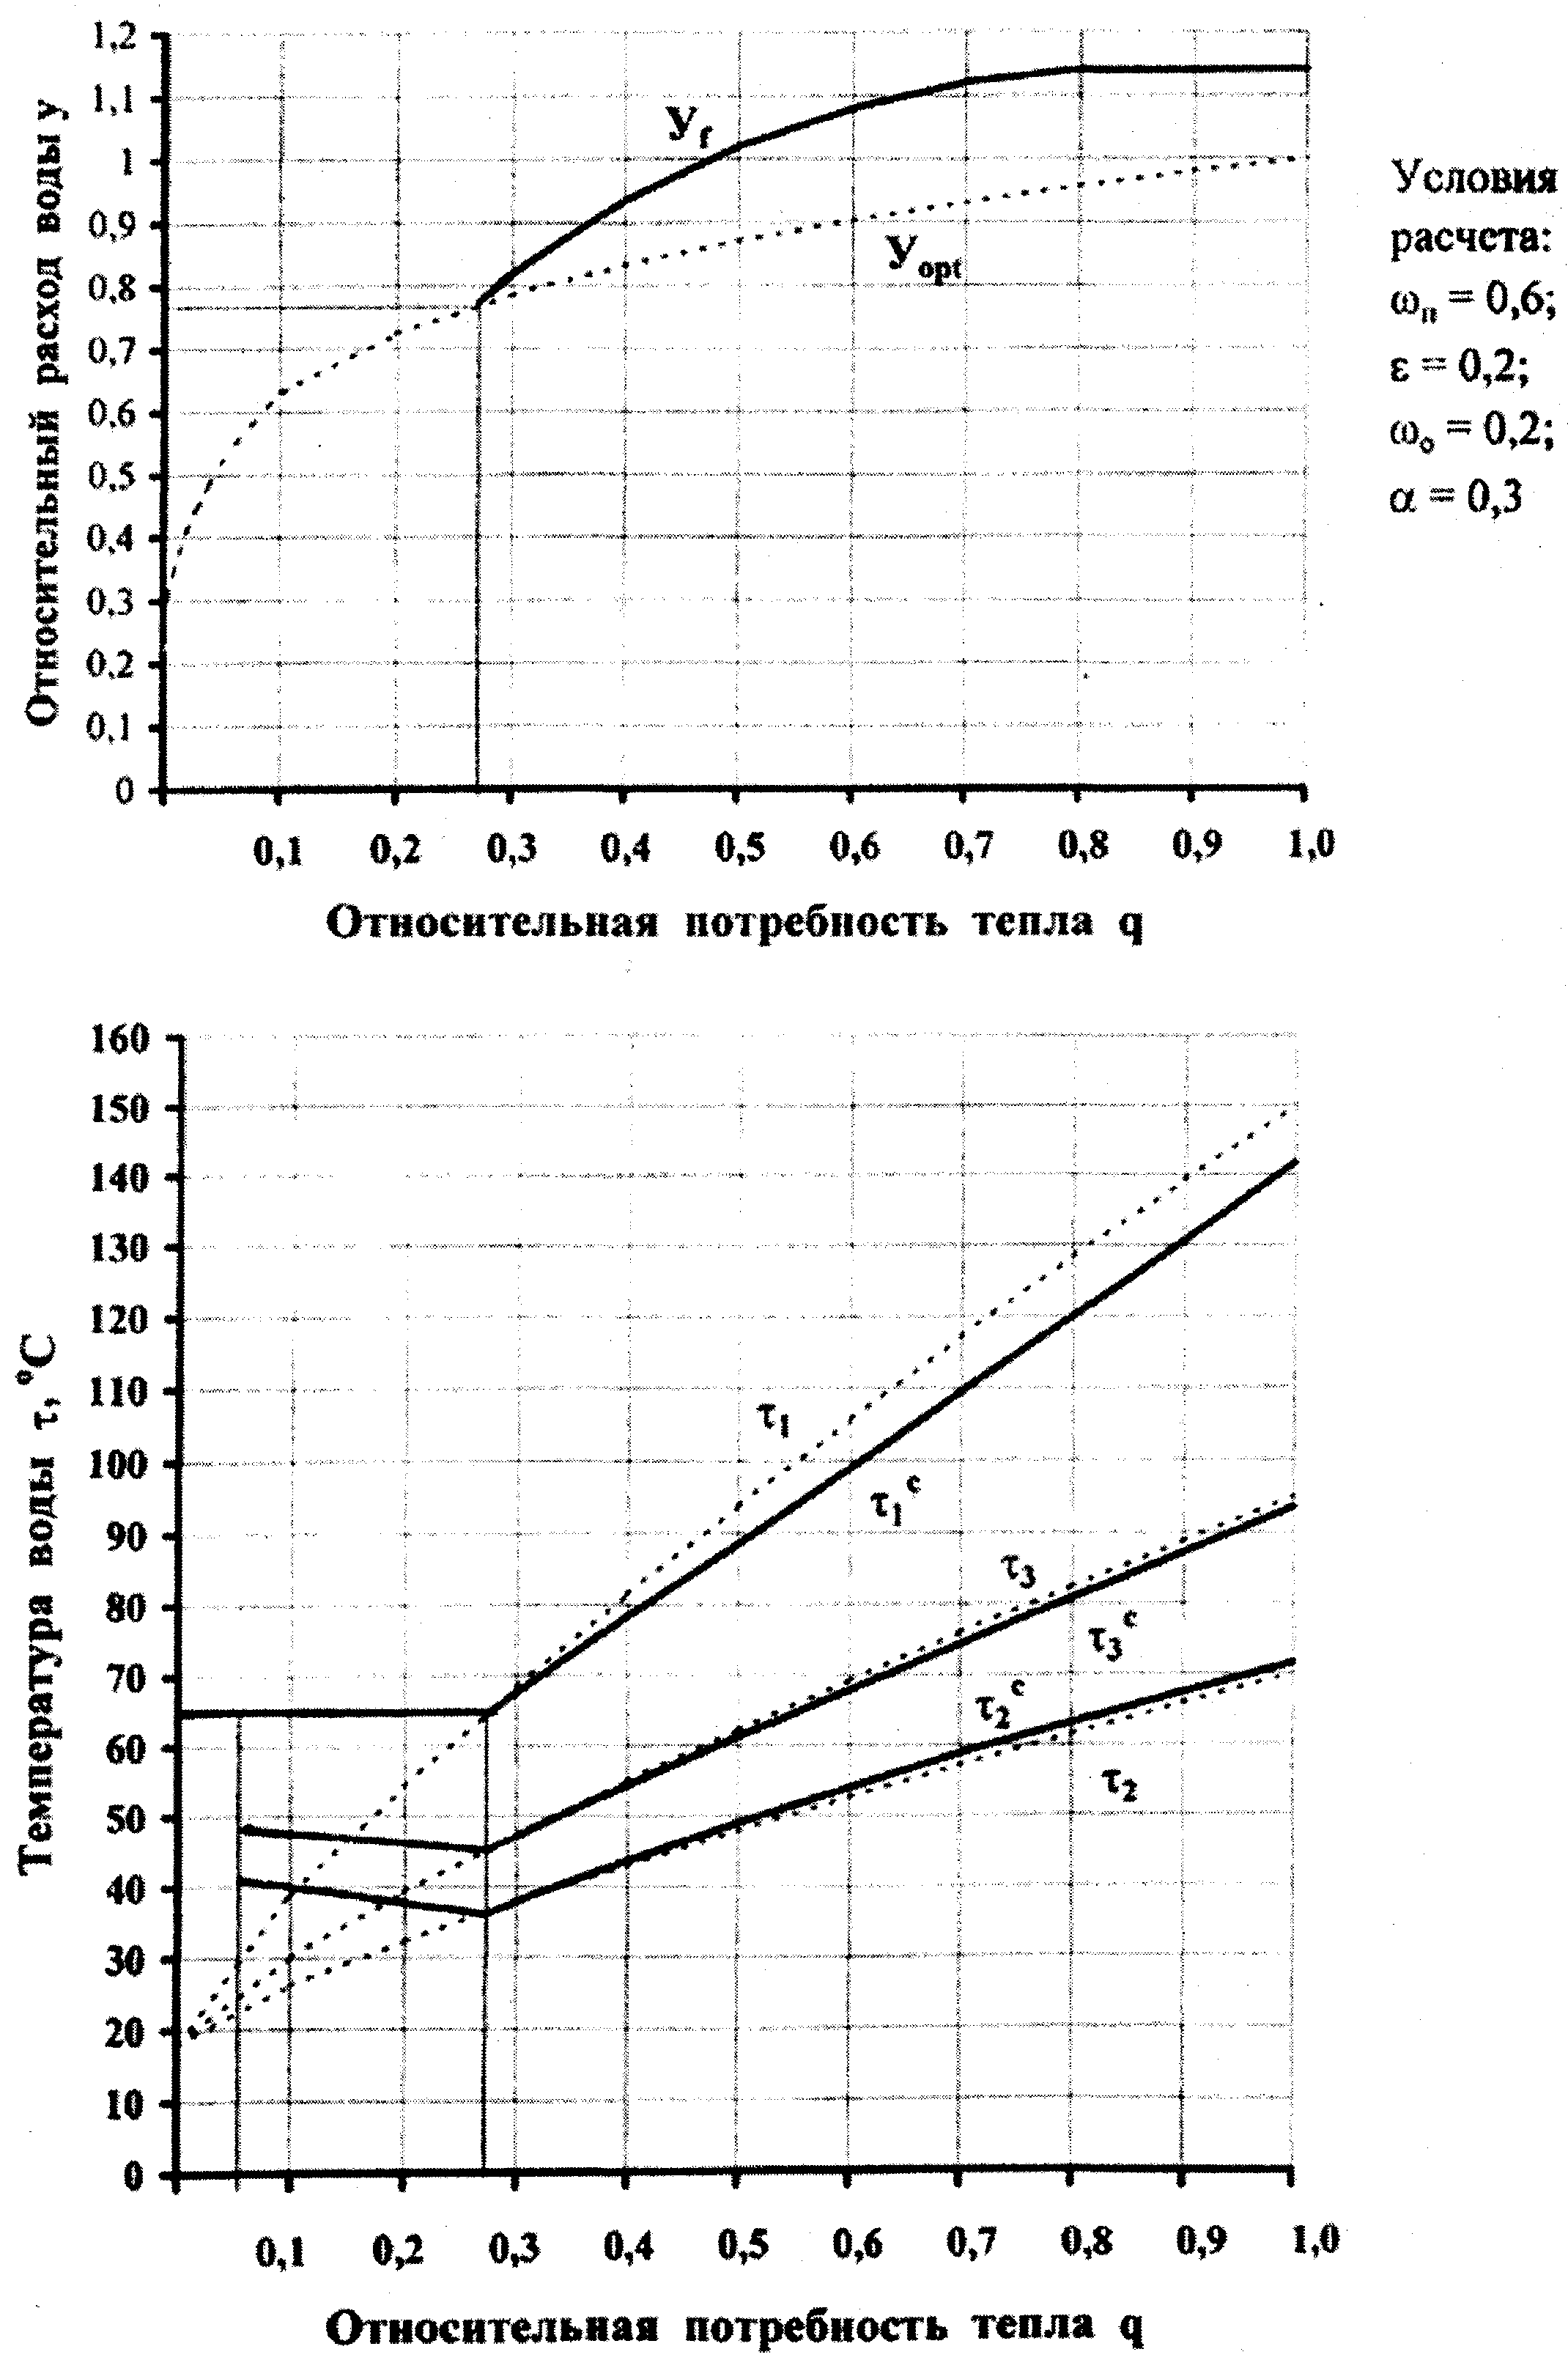 Относительный расход воды y
1,2
1,1
1
0,9
0,8
0,7
0,6
0,5
0,4
0,3
0,2
0,1
0
yf
yopt
0,1 0,2 0,3 0,4 0,5 0,6 0,7 0,8 0,9 1,0
Относительная потребность тепла q
Условия
расчета:
ωп = 0,6;
ε = 0,2;
ωо = 0,2;
α = 0,3
Температура воды τ, °C
160
150
140
130
120
110
100
90
80
70
60
50
40
30
20
10
0
τ1
τ1с
τ3
τ3с
τ2с
τ2
0,1 0,2 0,3 0,4 0,5 0,6 0,7 0,8 0,9 1,0
Относительная потребность тепла q